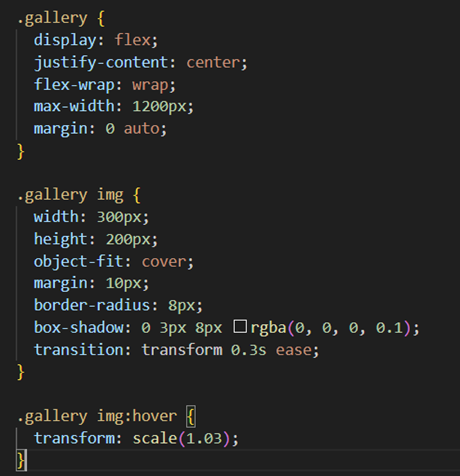 .gallery {
  display: flex;
  justify-content: center;
  flex-wrap: wrap;
  max-width: 1200px;
  margin: 0 auto;
}

.gallery img {
  width: 300px;
  height: 200px;
  object-fit: cover;
  margin: 10px;
  border-radius: 8px;
  box-shadow: 0 3px 8px rgba(0, 0, 0, 0.1);
  transition: transform 0.3s ease;
}

.gallery img:hover {
  transform: scale(1.03);
}